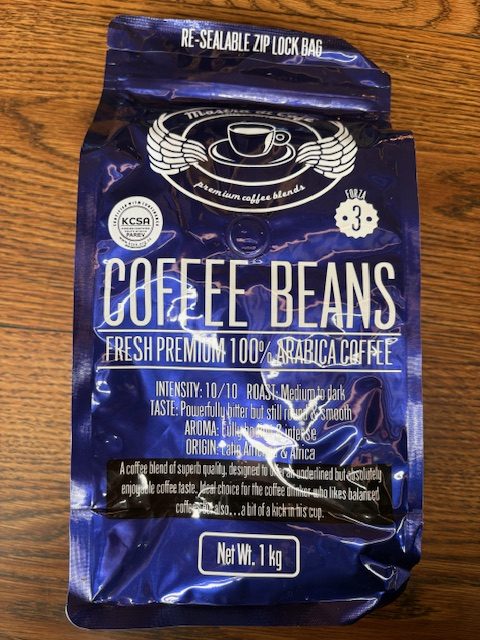 RE-SEALABLE ZIP LOCK BAG
premium coffee blends
FORZA
3
KCSA
PAREV
COFFEE BEANS
FRESH PREMIUM 100% ARABICA COFFEE
INTENSITY: 10/10 ROAST: Medium to dark
TASTE: Powerfully bitter but still round & smooth
AROMA: Fully & intense
ORIGIN: Latin America & Africa
A coffee blend of superb quality, designed to an underlined but absolutely
enjoyable coffee taste. Ideal choice for the coffee drinker who likes balanced
coffee but also...a bit of a kick in his cup.
Net Wt. 1 kg